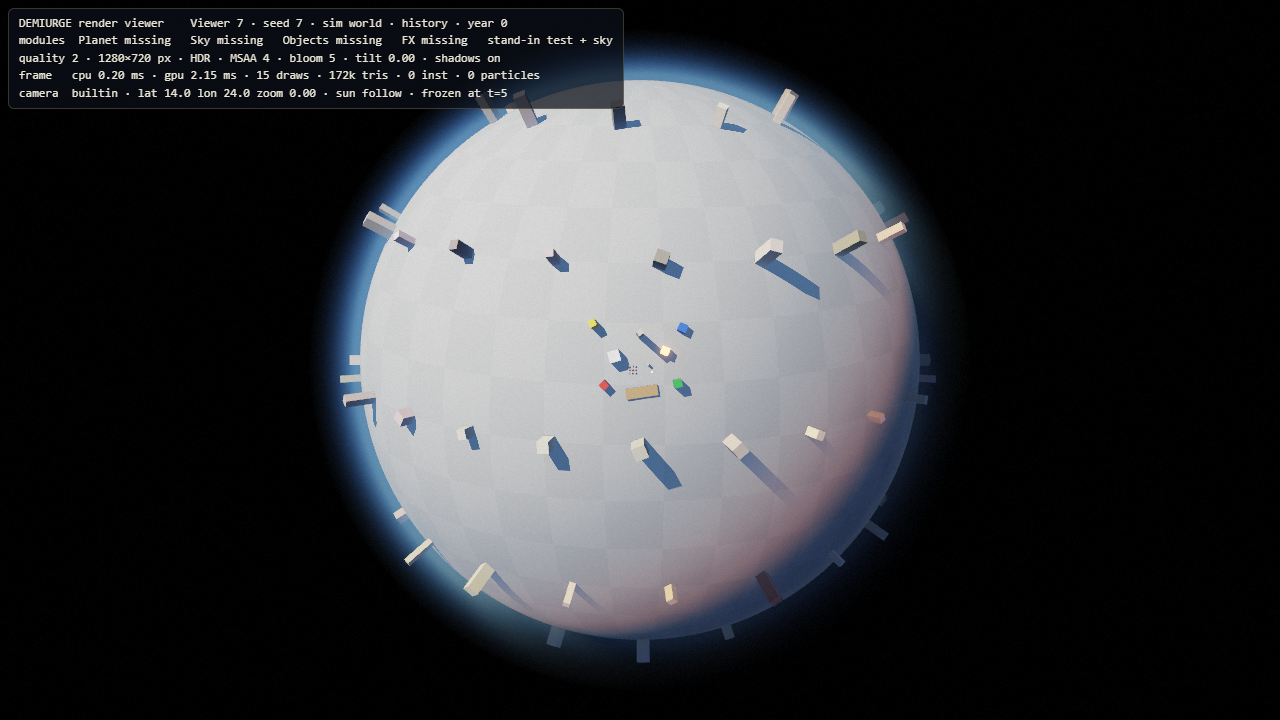 DEMIURGE render viewer Viewer 7 · seed 7 · sim world · history · year 0
modules Planet missing Sky missing Objects missing FX missing stand-in test + sky
quality 2 · 1280×720 px · HDR · MSAA 4 · bloom 5 · tilt 0.00 · shadows on
frame cpu 0.20 ms · gpu 2.15 ms · 15 draws · 172k tris · 0 inst · 0 particles
camera builtin · lat 14.0 lon 24.0 zoom 0.00 · sun follow · frozen at t=5